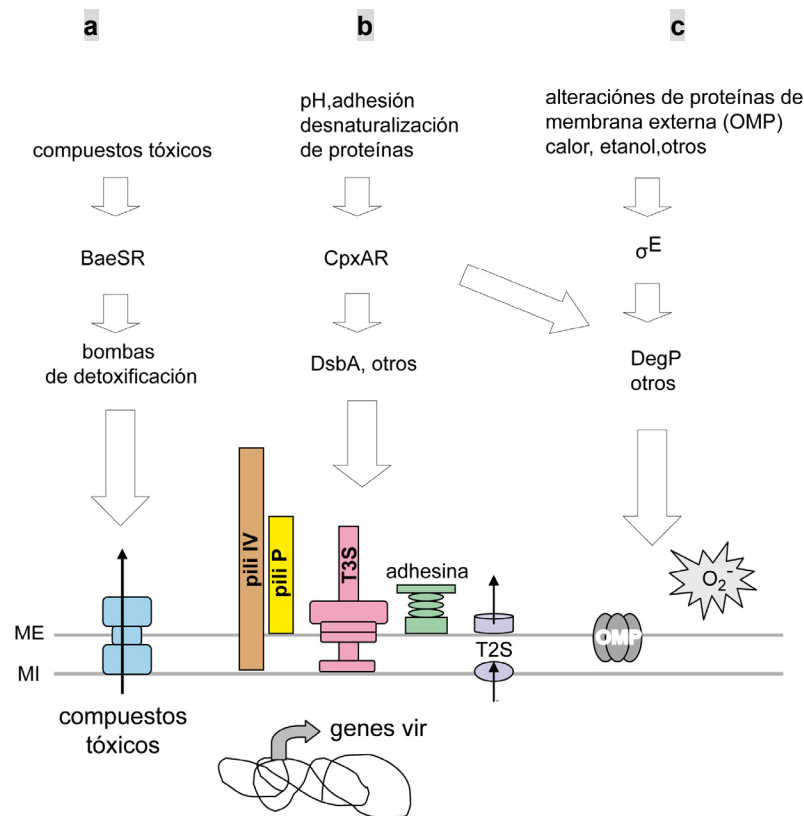 a
b
c
compuestos tóxicos
pH,adhesión
desnaturalización
de proteínas
alteraciónes de proteínas de
membrana externa (OMP)
calor, etanol,otros
BaeSR
CpxAR
σE
bombas
de detoxificación
DsbA, otros
DegP
otros
pili IV
pili P
T3S
adhesina
O2-
ME
T2S
OMP
MI
compuestos
tóxicos
genes vir